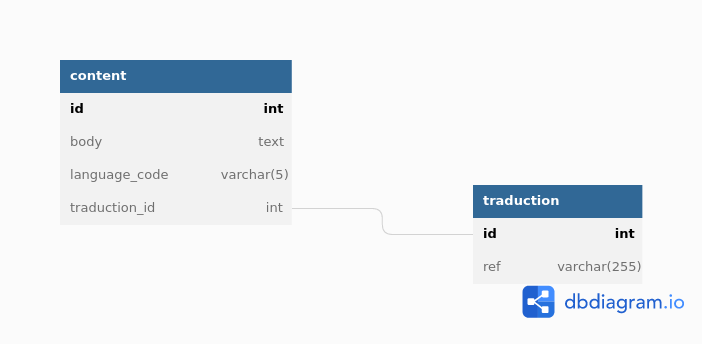 content
id int
body text
language_code varchar(5)
traduction_id int
traduction
id int
ref varchar(255)
dbdiagram.io